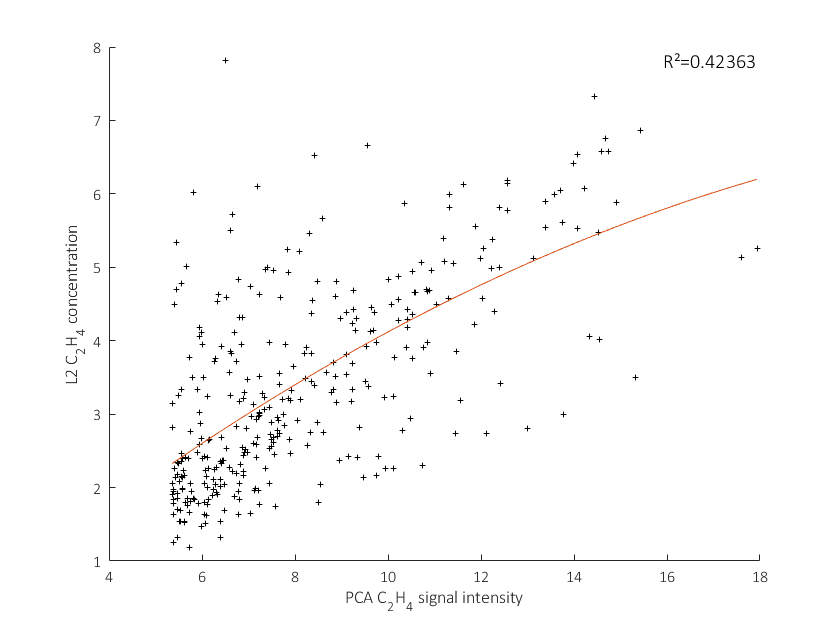 8
R²=0.42363
7
6
5
4
3
2
1
L2 C₂H₄ concentration
4 6 8 10 12 14 16 18
PCA C₂H₄ signal intensity